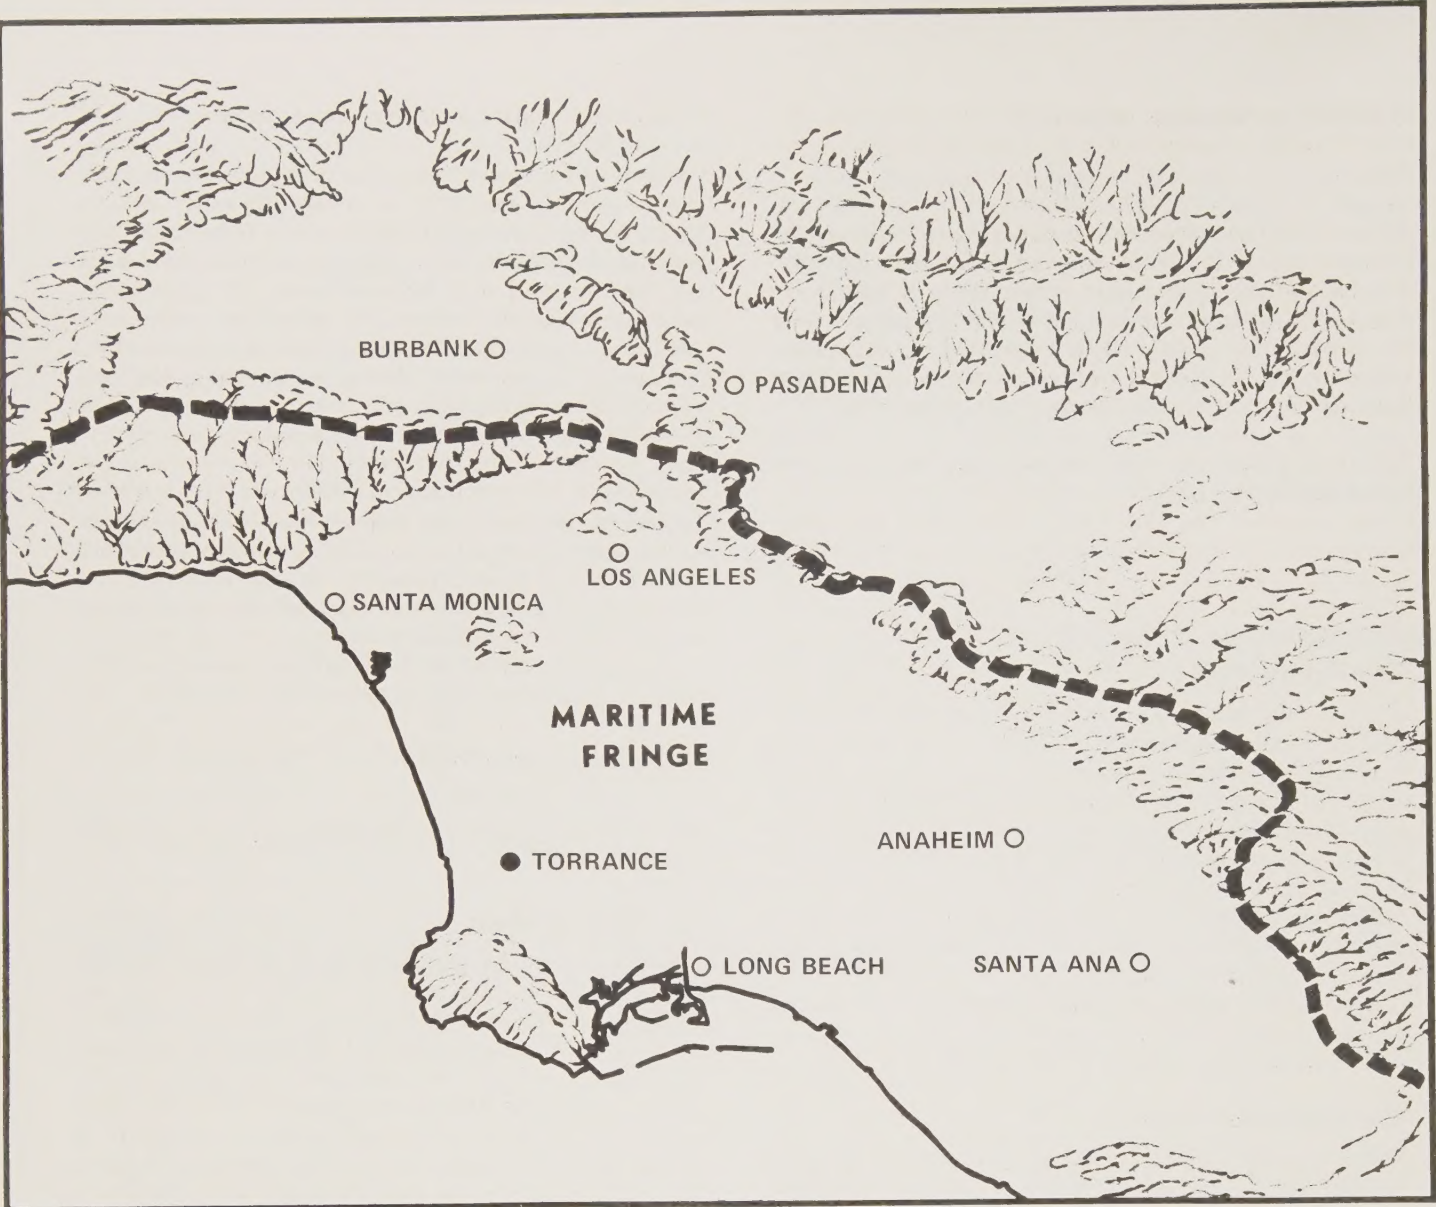 BURBANK
PASADENA
LOS ANGELES
SANTA MONICA
MARITIME
FRINGE
ANAHEIM
TORRANCE
LONG BEACH
SANTA ANA